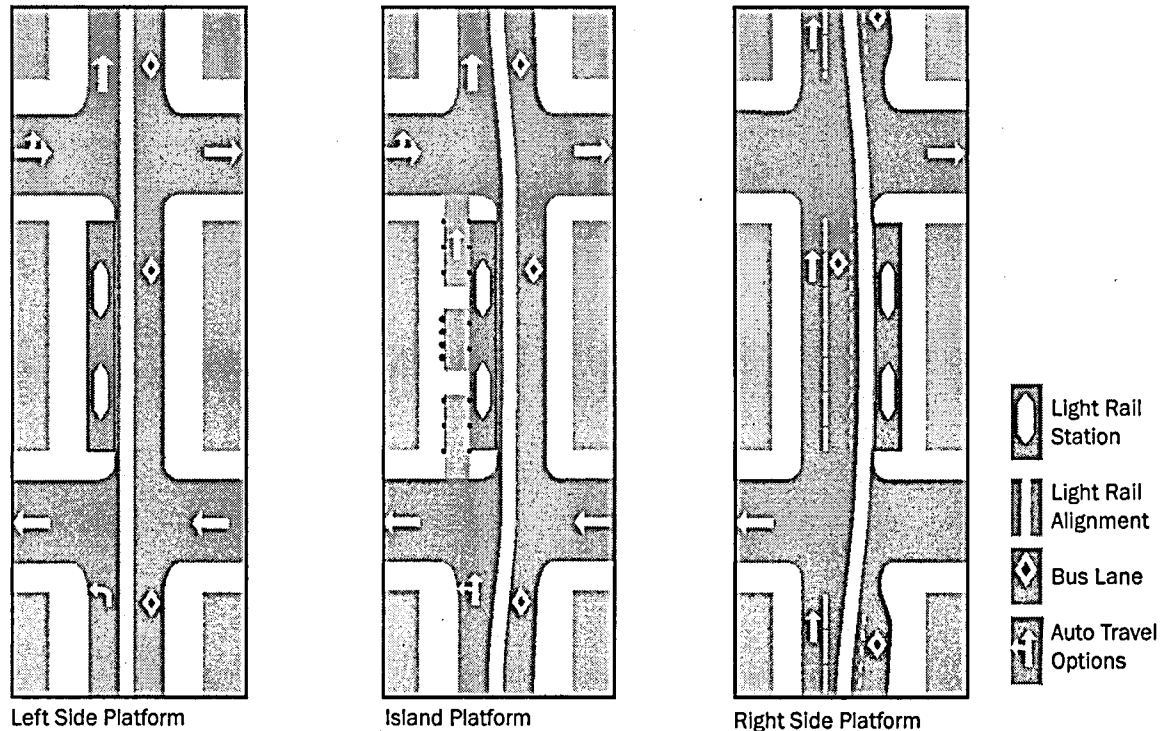 Light Rail
Station
Light Rail
Alignment
Bus Lane
Auto Travel
Options
Left Side Platform
Island Platform
Right Side Platform